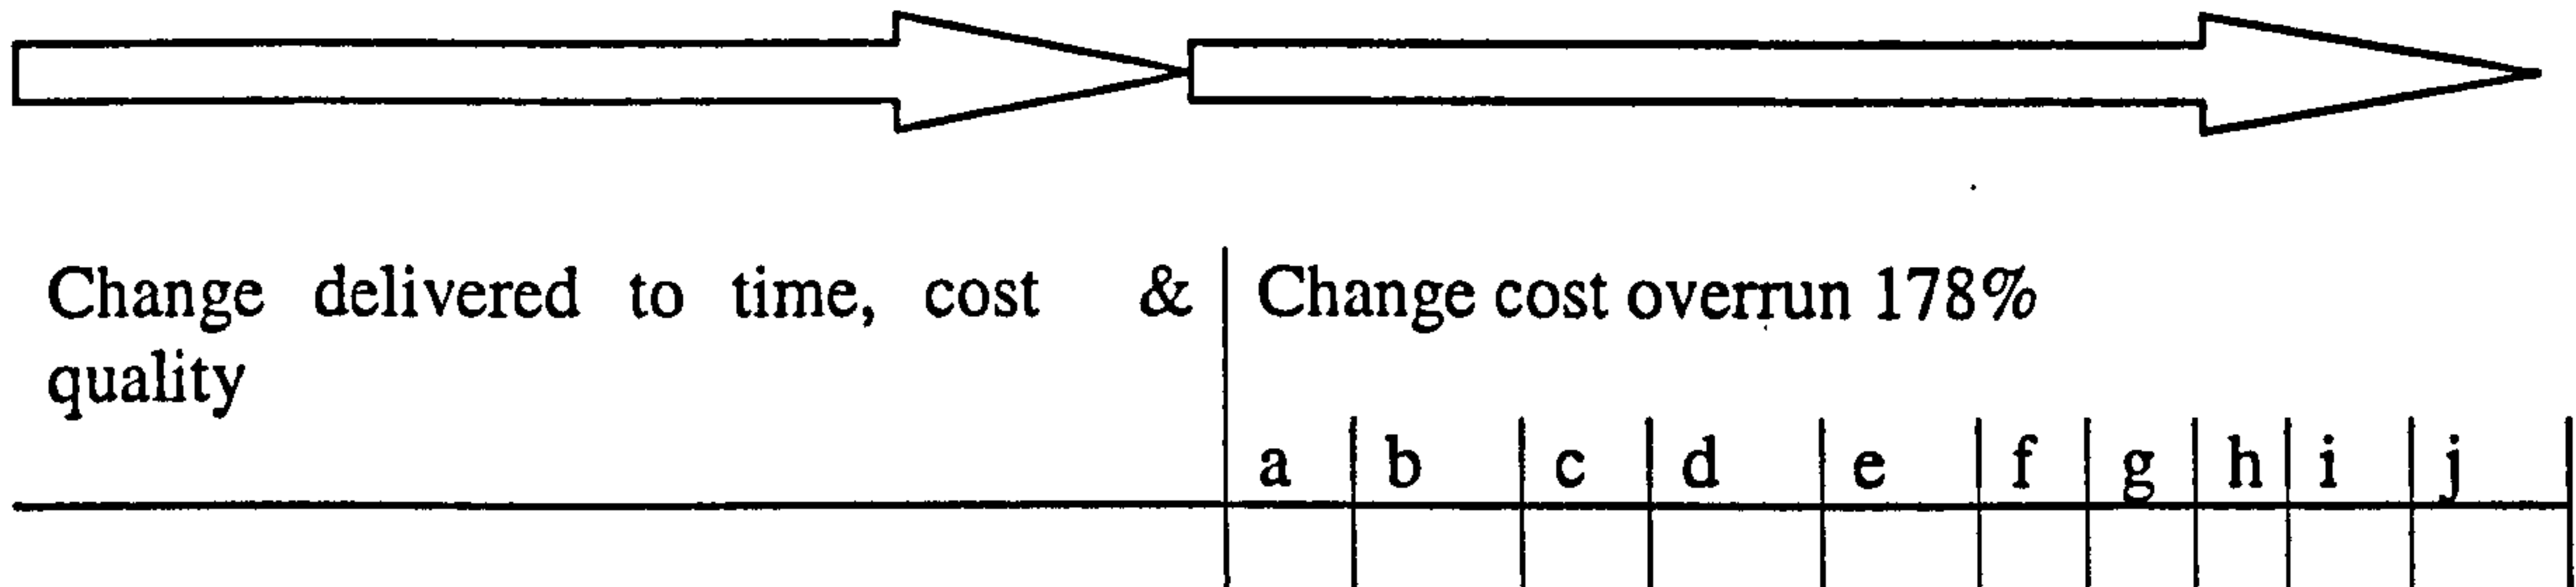 Change delivered to time, cost &
quality
Change cost overrun 178%
a b c d e f g h i j